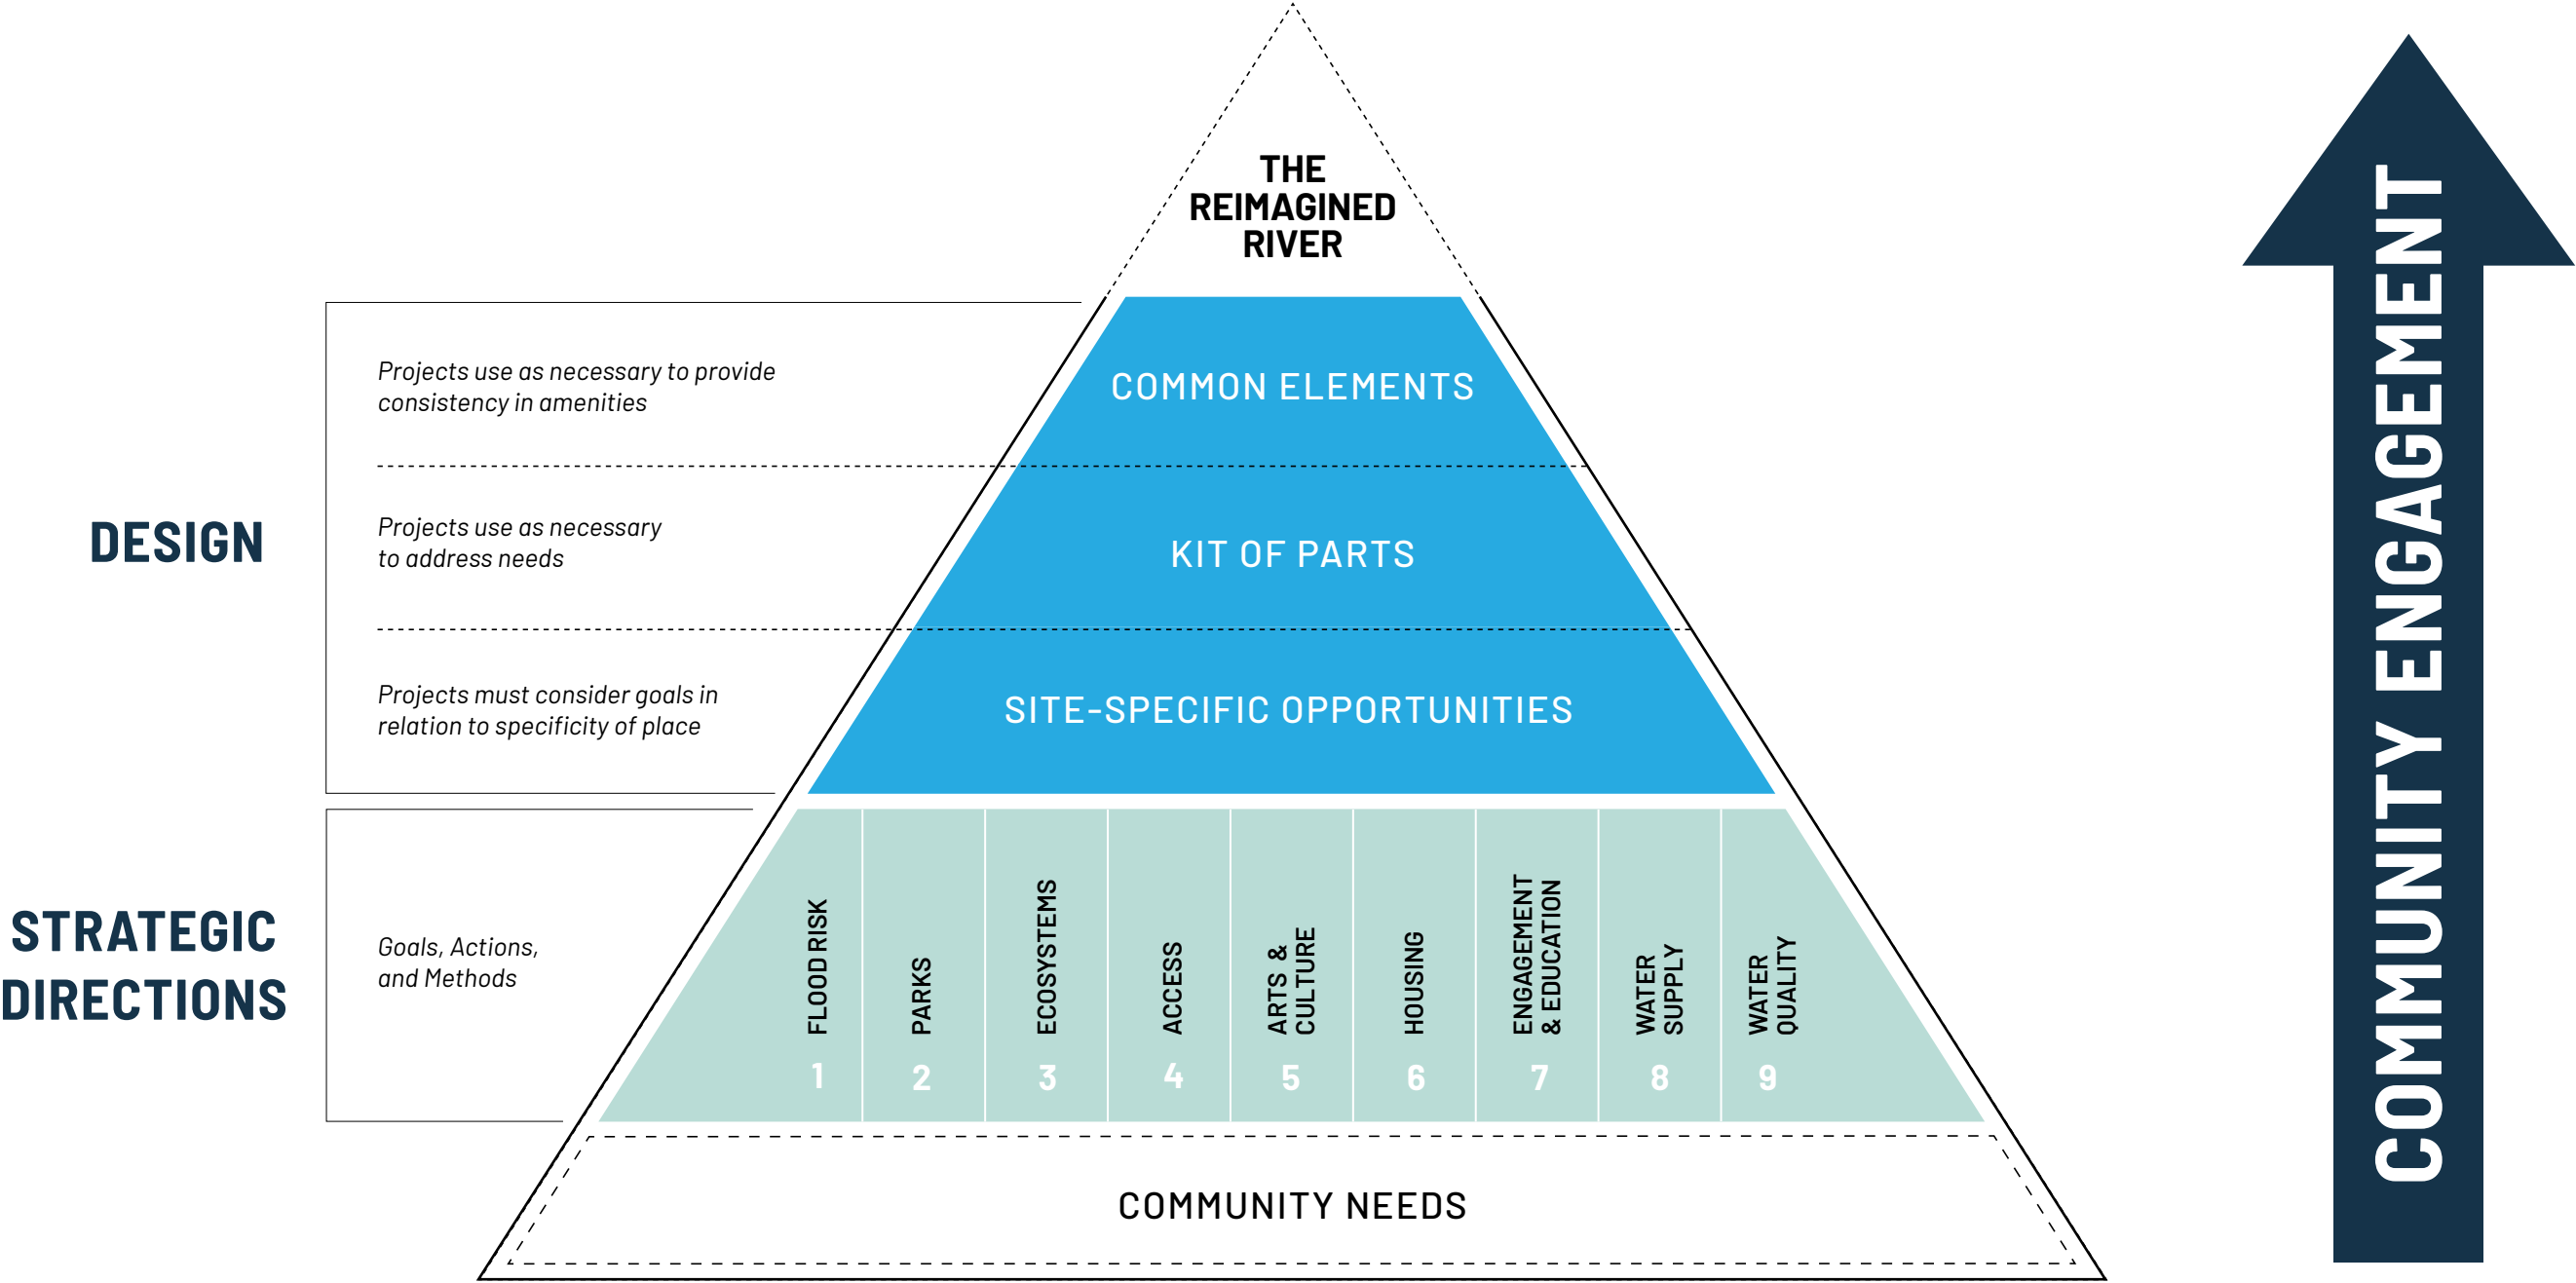 THE
REIMAGINED
RIVER
DESIGN
Projects use as necessary to provide
consistency in amenities
COMMON ELEMENTS
Projects use as necessary
to address needs
KIT OF PARTS
Projects must consider goals in
relation to specificity of place
SITE-SPECIFIC OPPORTUNITIES
STRATEGIC
DIRECTIONS
Goals, Actions,
and Methods
FLOOD RISK
1
PARKS
2
ECOSYSTEMS
3
ACCESS
4
ARTS &
CULTURE
5
HOUSING
6
ENGAGEMENT
& EDUCATION
7
WATER
SUPPLY
8
WATER
QUALITY
9
COMMUNITY NEEDS
COMMUNITY ENGAGEMENT